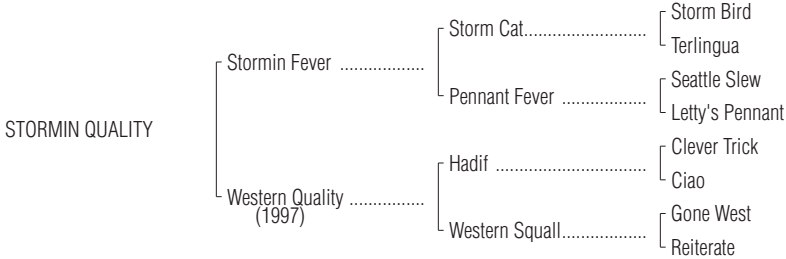 Storm Bird
Storm Cat..........................
Terlingua
Stormin Fever ..................
Seattle Slew
Pennant Fever ..................
Letty's Pennant
STORMIN QUALITY
Clever Trick
Hadif ................................
Ciao
Western Quality ................
(1997)
Gone West
Western Squall..................
Reiterate